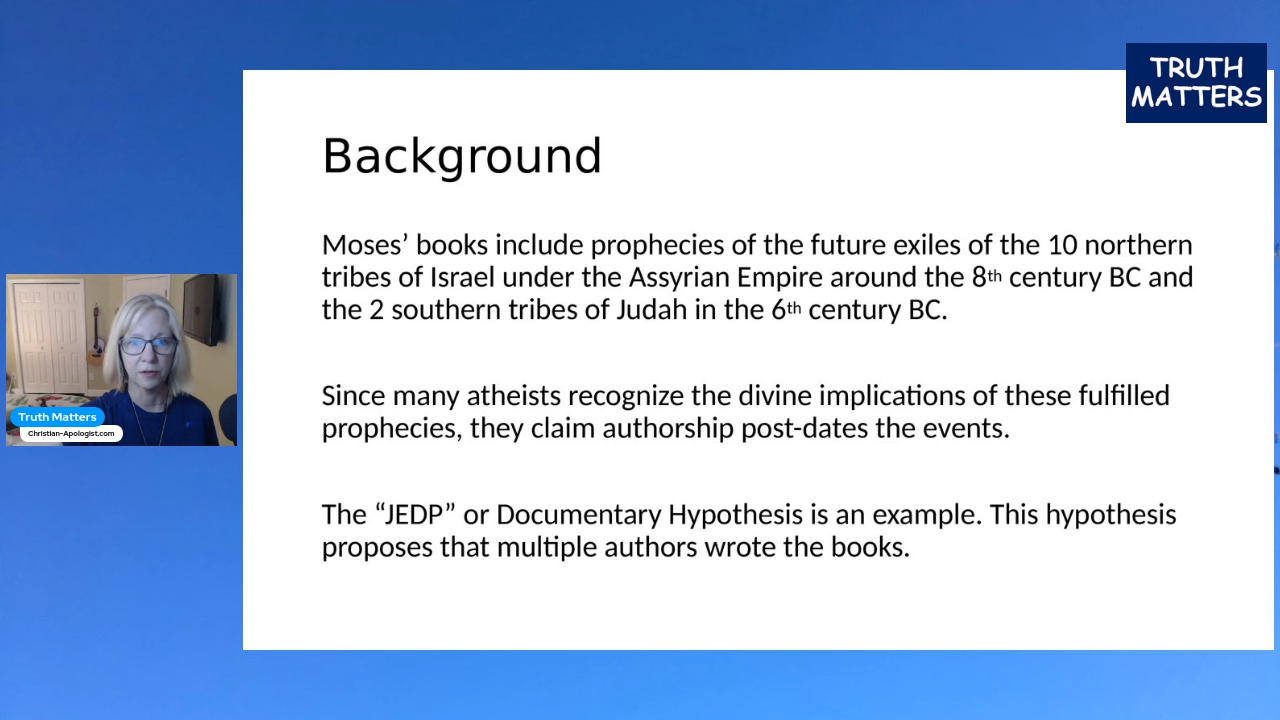 TRUTH
MATTERS
Background
Moses’ books include prophecies of the future exiles of the 10 northern
tribes of Israel under the Assyrian Empire around the 8th century BC and
the 2 southern tribes of Judah in the 6th century BC.
Since many atheists recognize the divine implications of these fulfilled
prophecies, they claim authorship post-dates the events.
The “JEDP” or Documentary Hypothesis is an example. This hypothesis
proposes that multiple authors wrote the books.
Truth Matters
Christian-Apologist.com